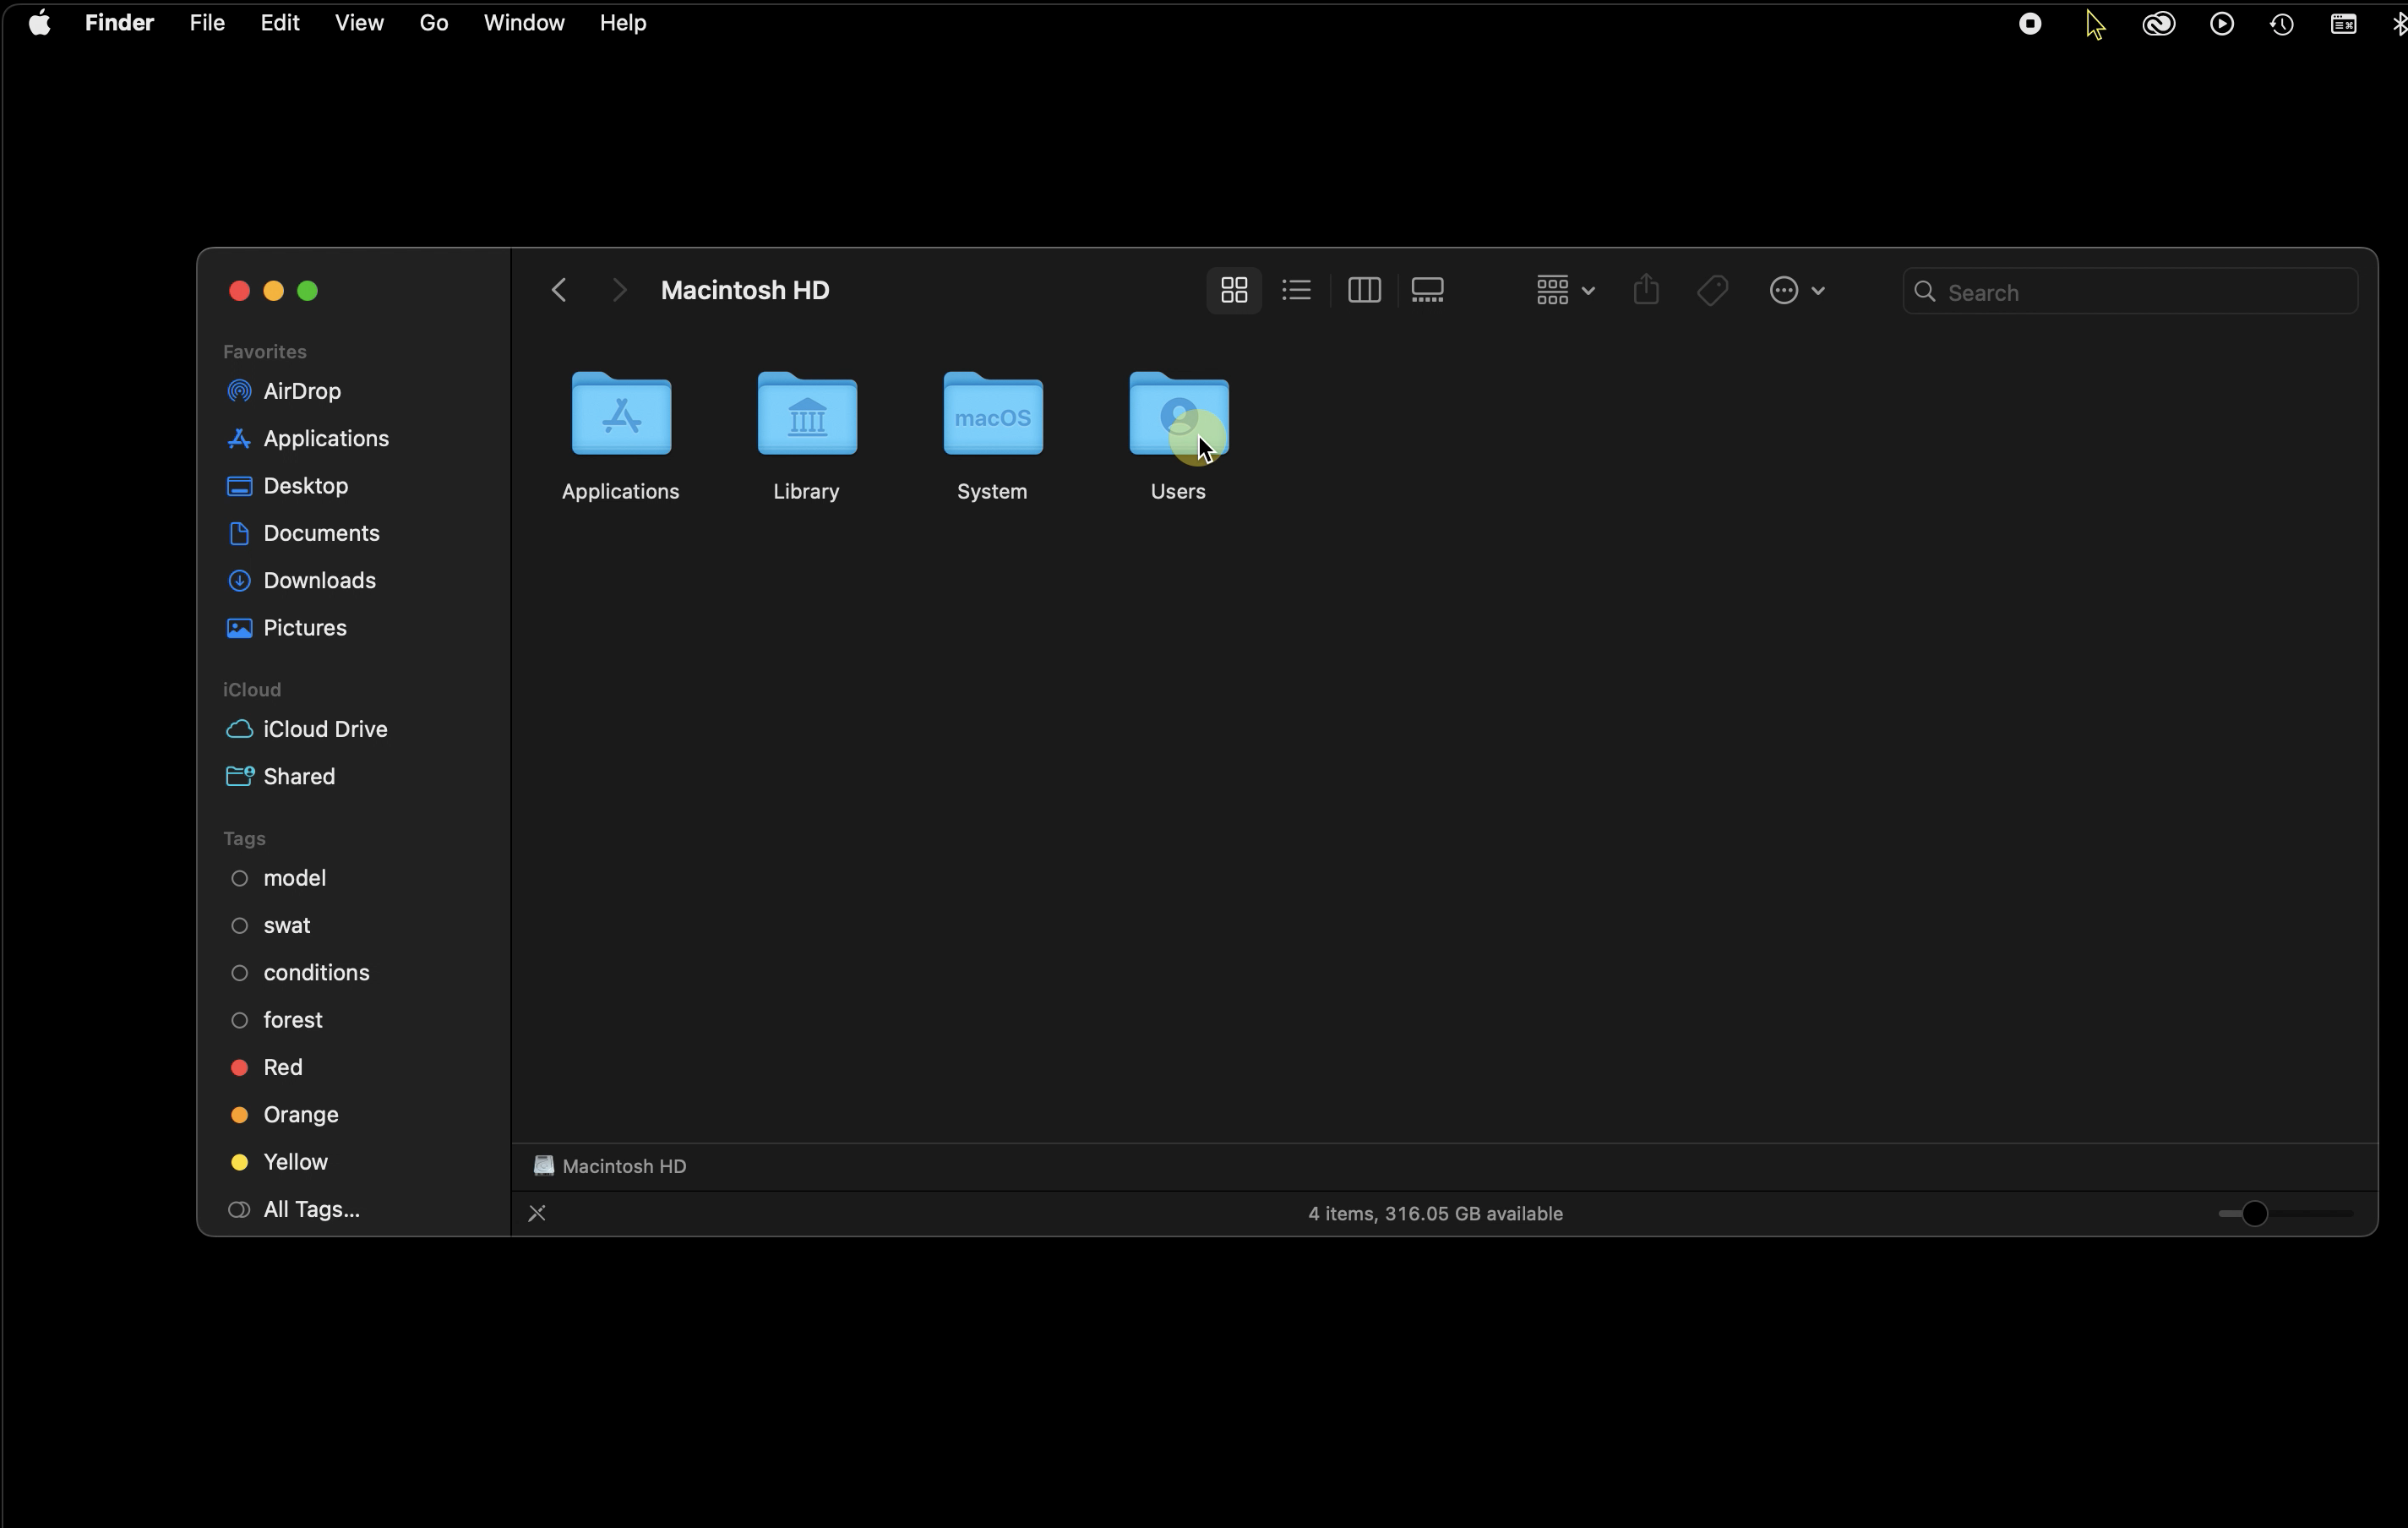 Finder File Edit View Go Window Help
Macintosh HD
Search
Favorites
AirDrop
Applications
Desktop
Documents
Downloads
Pictures
iCloud
iCloud Drive
Shared
Tags
model
swat
conditions
forest
Red
Orange
Yellow
All Tags...
macOS
Applications Library System Users
Macintosh HD
4 items, 316.05 GB available